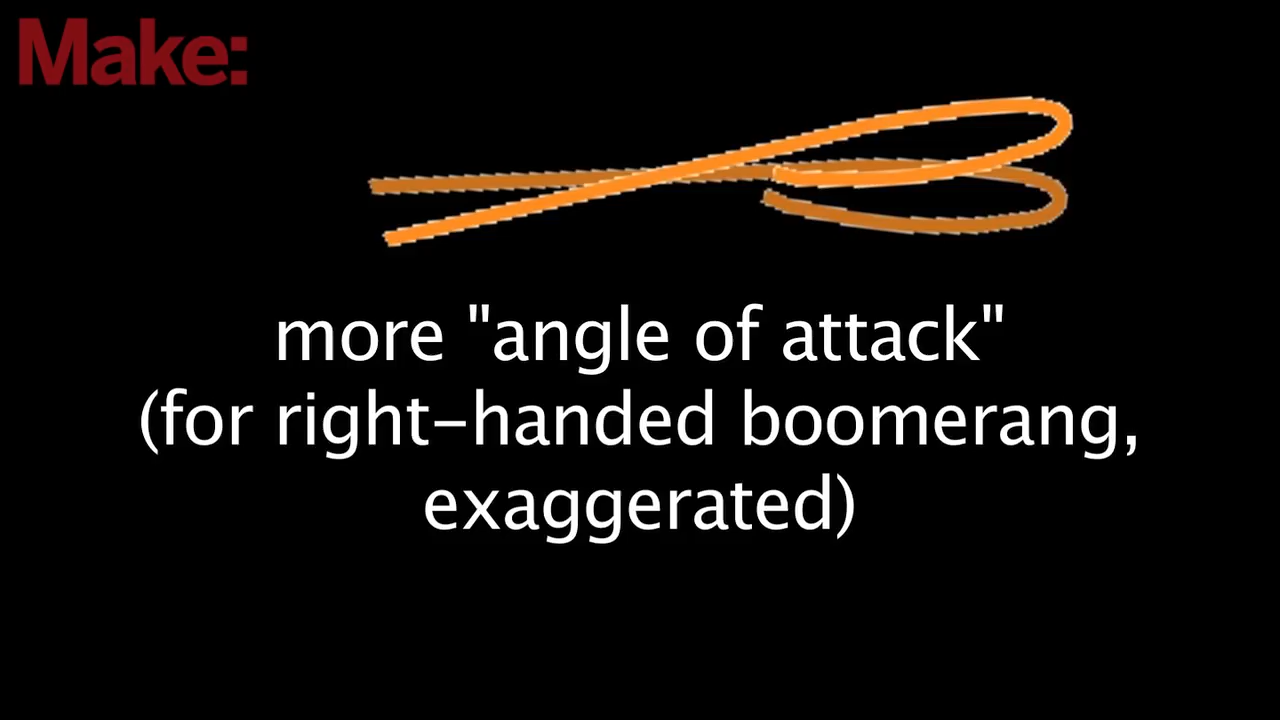 Make:
more "angle of attack"
(for right-handed boomerang,
exaggerated)